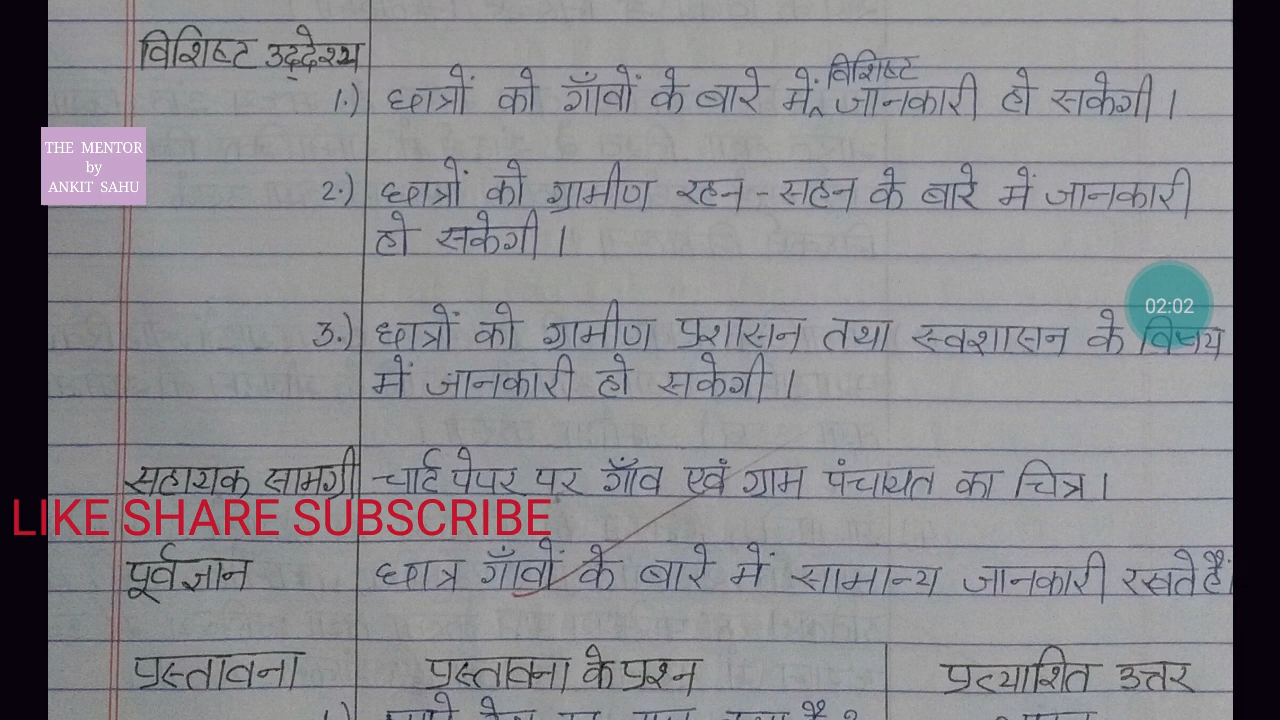 विशिष्ट उद्देश्य
विशिष्ट
1.) छात्रों को गाँवों के बारे में जानकारी हो सकेगी।
THE MENTOR
by
ANKIT SAHU
2.) छात्रों को ग्रामीण रहन-सहन के बारे में जानकारी
हो सकेगी।
02:02
3.) छात्रों को ग्रामीण प्रशासन तथा स्वशासन के विषय
में जानकारी हो सकेगी।
सहायक सामग्री चार्ट पेपर पर गाँव एवं ग्राम पंचायत का चित्र।
LIKE SHARE SUBSCRIBE
पूर्वज्ञान छात्र गाँवों के बारे में सामान्य जानकारी रखते हैं
प्रस्तावना प्रस्तावना के प्रश्न प्रत्याशित उत्तर
1.)